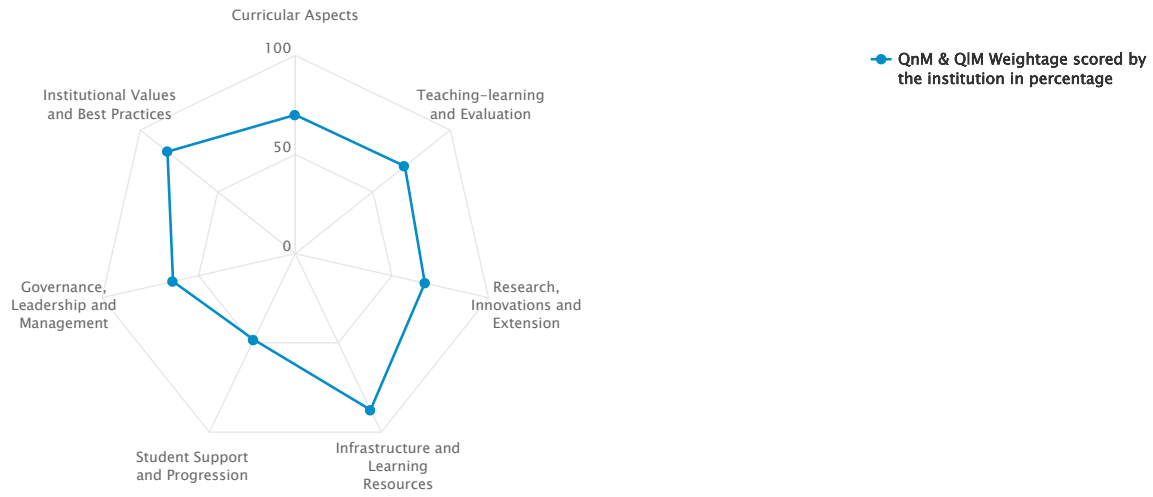 Curricular Aspects
100
QnM & QlM Weightage scored by
the institution in percentage
Institutional Values
and Best Practices
Teaching-learning
and Evaluation
50
0
Governance,
Leadership and
Management
Research,
Innovations and
Extension
Student Support
and Progression
Infrastructure and
Learning
Resources